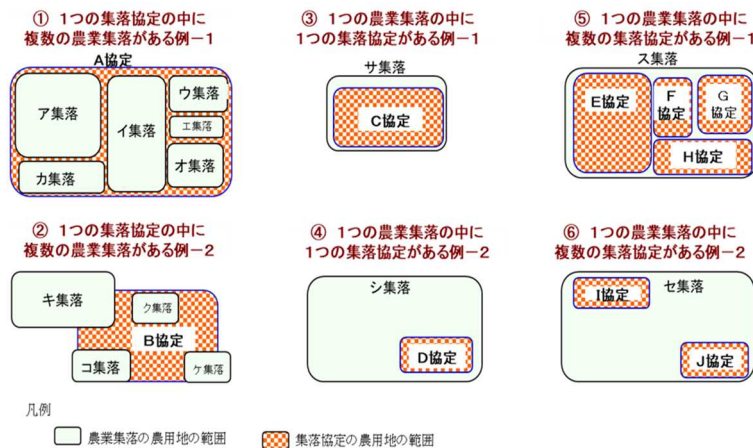 ① 1つの集落協定の中に
複数の農業集落がある例－1
A協定
ア集落
イ集落
ウ集落
エ集落
オ集落
カ集落
③ 1つの農業集落の中に
1つの集落協定がある例－1
サ集落
C協定
⑤ 1つの農業集落の中に
複数の集落協定がある例－1
ス集落
E協定
F
協定
G
協定
H協定
② 1つの集落協定の中に
複数の農業集落がある例－2
キ集落
ク集落
B協定
コ集落
ケ集落
④ 1つの農業集落の中に
1つの集落協定がある例－2
シ集落
D協定
⑥ 1つの農業集落の中に
複数の集落協定がある例－2
I協定
セ集落
J協定
凡例
農業集落の農用地の範囲
集落協定の農用地の範囲